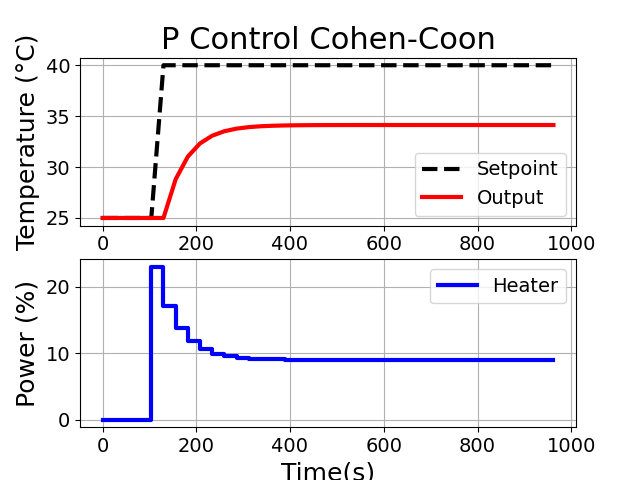 P Control Cohen-Coon
Temperature (°C)
40
35
30
25
Setpoint
Output
0 200 400 600 800 1000
Power (%)
20
10
0
Heater
0 200 400 600 800 1000
Time(s)